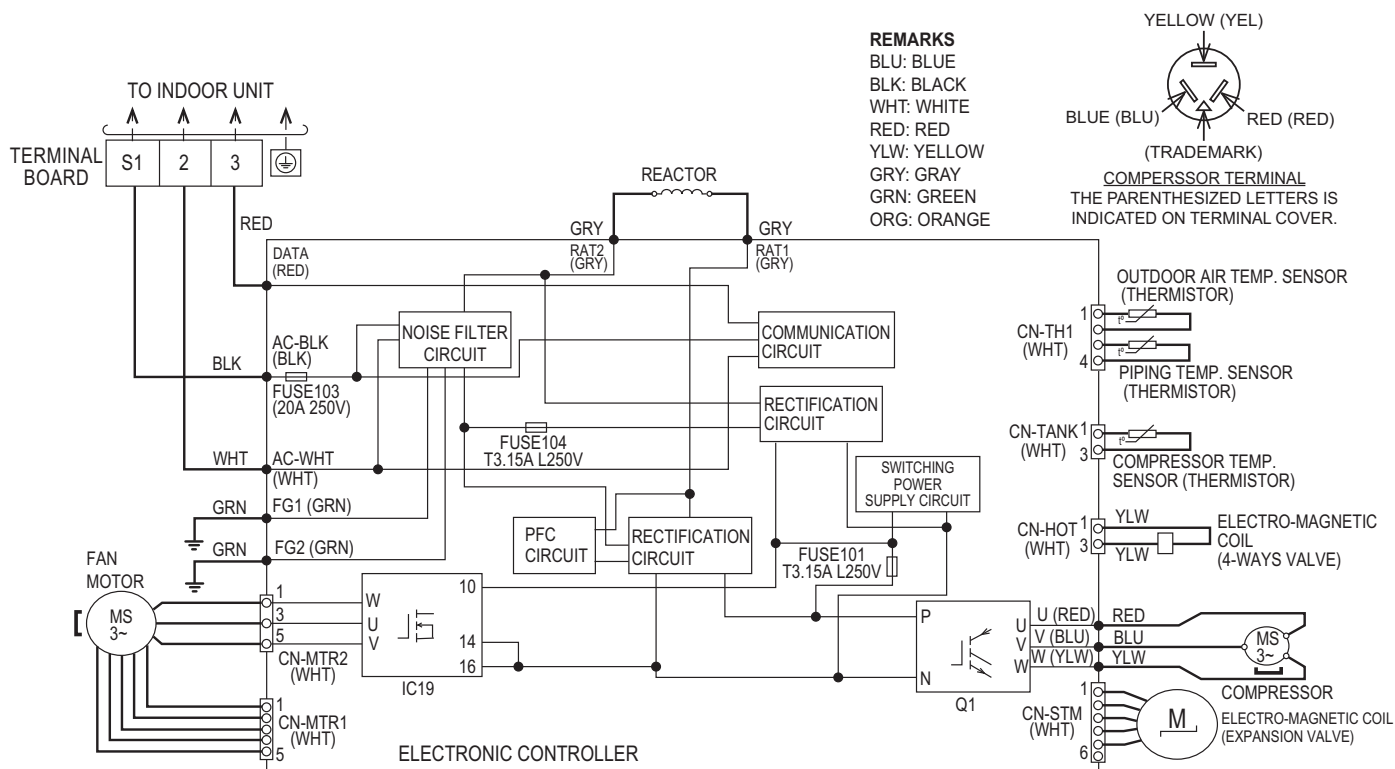 REMARKS
BLU: BLUE
BLK: BLACK
WHT: WHITE
RED: RED
YLW: YELLOW
GRY: GRAY
GRN: GREEN
ORG: ORANGE
YELLOW (YEL)
BLUE (BLU)
RED (RED)
(TRADEMARK)
COMPERSSOR TERMINAL
THE PARENTHESIZED LETTERS IS
INDICATED ON TERMINAL COVER.
TO INDOOR UNIT
TERMINAL
BOARD
S1
2
3
RED
BLK
WHT
GRN
GRN
DATA
(RED)
AC-BLK
(BLK)
FUSE103
(20A 250V)
AC-WHT
(WHT)
FG1 (GRN)
FG2 (GRN)
REACTOR
GRY
GRY
RAT2
(GRY)
RAT1
(GRY)
NOISE FILTER
CIRCUIT
COMMUNICATION
CIRCUIT
RECTIFICATION
CIRCUIT
FUSE104
T3.15A L250V
SWITCHING
POWER
SUPPLY CIRCUIT
PFC
CIRCUIT
RECTIFICATION
CIRCUIT
FUSE101
T3.15A L250V
FAN
MOTOR
MS
3~
1
3
5
CN-MTR2
(WHT)
1
CN-MTR1
(WHT)
5
W
U
V
10
14
16
IC19
P
N
U
V
W
Q1
U (RED)
V (BLU)
W (YLW)
RED
BLU
YLW
MS
3~
COMPRESSOR
OUTDOOR AIR TEMP. SENSOR
(THERMISTOR)
1
CN-TH1
(WHT)
4
t°
t°
PIPING TEMP. SENSOR
(THERMISTOR)
CN-TANK
(WHT)
1
3
t°
COMPRESSOR TEMP.
SENSOR (THERMISTOR)
CN-HOT
(WHT)
1
3
YLW
YLW
ELECTRO-MAGNETIC
COIL
(4-WAYS VALVE)
1
CN-STM
(WHT)
6
M
ELECTRO-MAGNETIC COIL
(EXPANSION VALVE)
ELECTRONIC CONTROLLER